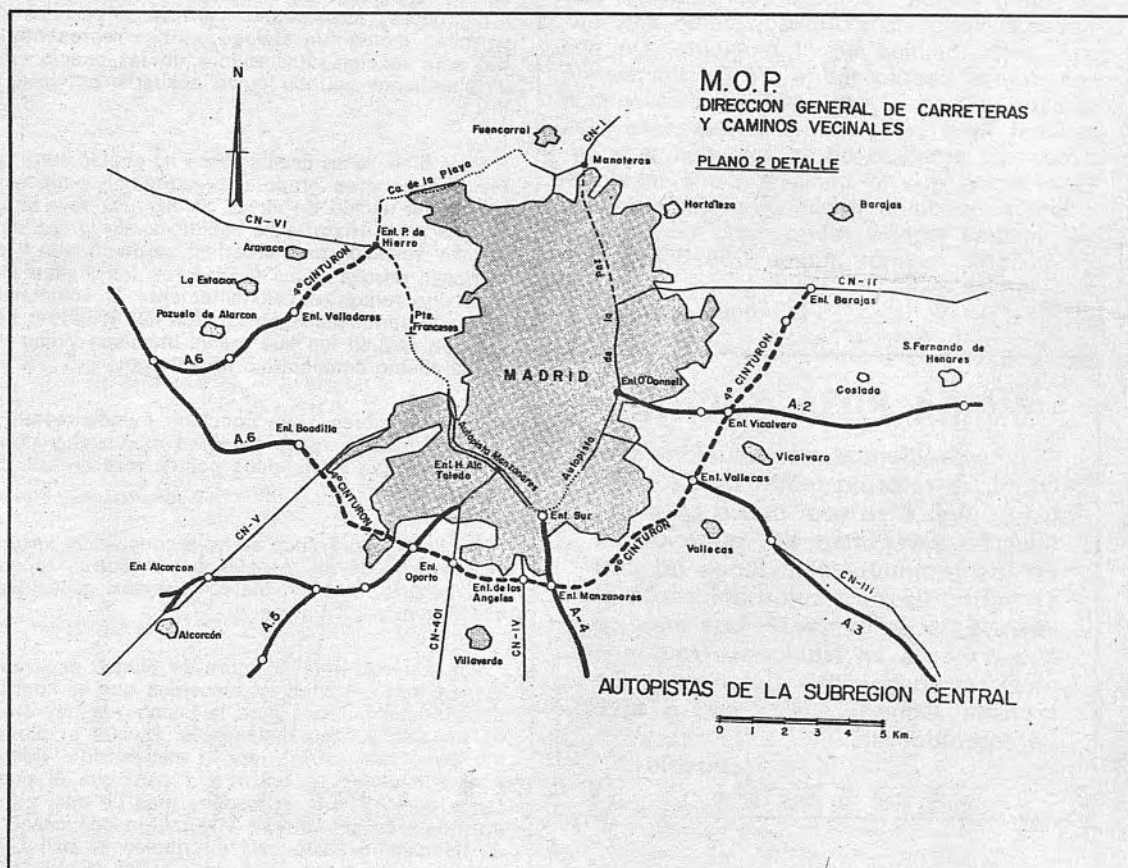 N
M.O.P.
DIRECCION GENERAL DE CARRETERAS
Y CAMINOS VECINALES
PLANO 2 DETALLE
CN-I
Fuencarral
Manoteras
Ca. de la Playa
Hortaleza
Barajas
CN-VI
Enl. P. de
Hierro
Aravaca
4º CINTURON
La Estacion
Pozuelo de Alarcon
Enl. Valladares
A.6
Pte.
Franceses
Autopista de la Paz
CN-II
Enl. Barajas
4º CINTURON
S. Fernando de
Henares
Coslada
MADRID
Enl. O'Donnell
A.2
Enl. Vicalvaro
Vicalvaro
A.6
Enl. Boadilla
4º CINTURON
Autopista Manzanares
Enl. H. Alc
Toledo
Enl. Vallecas
Enl. Sur
Vallecas
CN-V
4º CINTURON
CN-III
A.3
Enl. Alcorcon
Alcorcón
Enl.
Oporto
Enl. de los
Angeles
Enl. Manzanares
A.5
CN-401
Villaverde
CN-IV
A-4
AUTOPISTAS DE LA SUBREGION CENTRAL
0 1 2 3 4 5 Km.